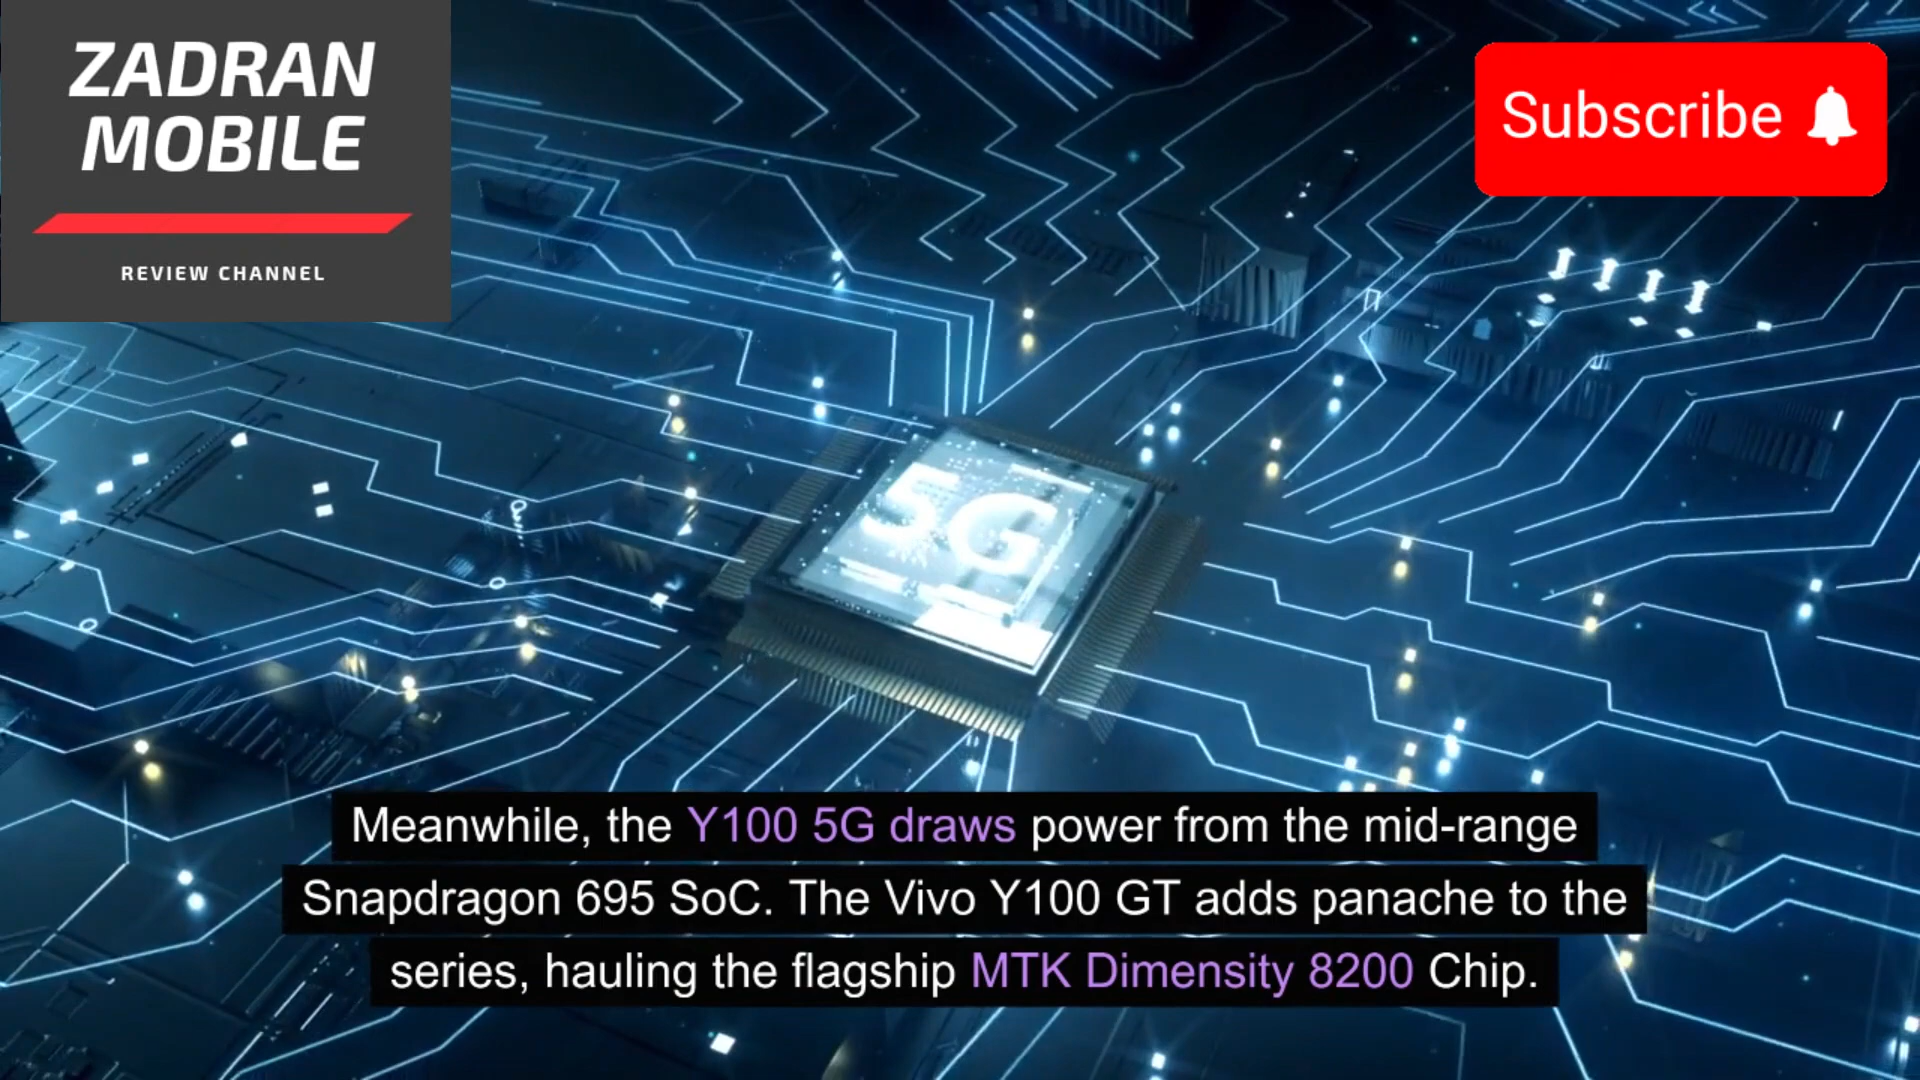 ZADRAN
MOBILE
REVIEW CHANNEL
Subscribe
5G
Meanwhile, the Y100 5G draws power from the mid-range
Snapdragon 695 SoC. The Vivo Y100 GT adds panache to the
series, hauling the flagship MTK Dimensity 8200 Chip.